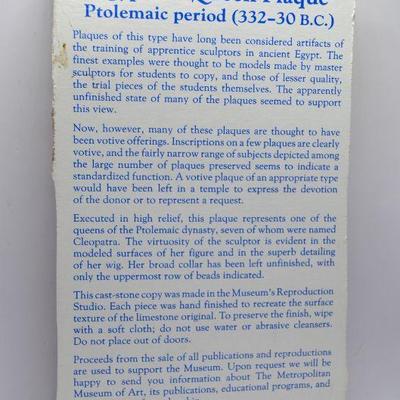 Queen Plaque
Ptolemaic period (332–30 B.C.)
Plaques of this type have long been considered artifacts
of the training of apprentice sculptors in ancient Egypt. The
finest examples were thought to be models made by master
sculptors for students to copy, and those of lesser quality,
the trial pieces of the students themselves. The apparently
unfinished state of many of the plaques seemed to support
this view.
Now, however, many of these plaques are thought to have
been votive offerings. Inscriptions on a few plaques are clearly
votive, and the fairly narrow range of subjects depicted among
the large number of plaques preserved seems to indicate a
standardized function. A votive plaque of an appropriate type
would have been left in a temple to express the devotion
of the donor or to represent a request.
Executed in high relief, this plaque represents one of the
queens of the Ptolemaic dynasty, seven of whom were named
Cleopatra. The virtuosity of the sculptor is evident in the
modeled surfaces of her figure and in the superb detailing
of her wig. Her broad collar has been left unfinished, with
only the uppermost row of beads indicated.
This cast-stone copy was made in the Museum's Reproduction
Studio. Each piece was hand finished to recreate the surface
texture of the limestone original. To preserve the finish, wipe
with a soft cloth; do not use water or abrasive cleansers.
Do not place out of doors.
Proceeds from the sale of all publications and reproductions
are used to support the Museum. Upon request we will be
happy to send you information about The Metropolitan
Museum of Art, its publications, educational programs, and